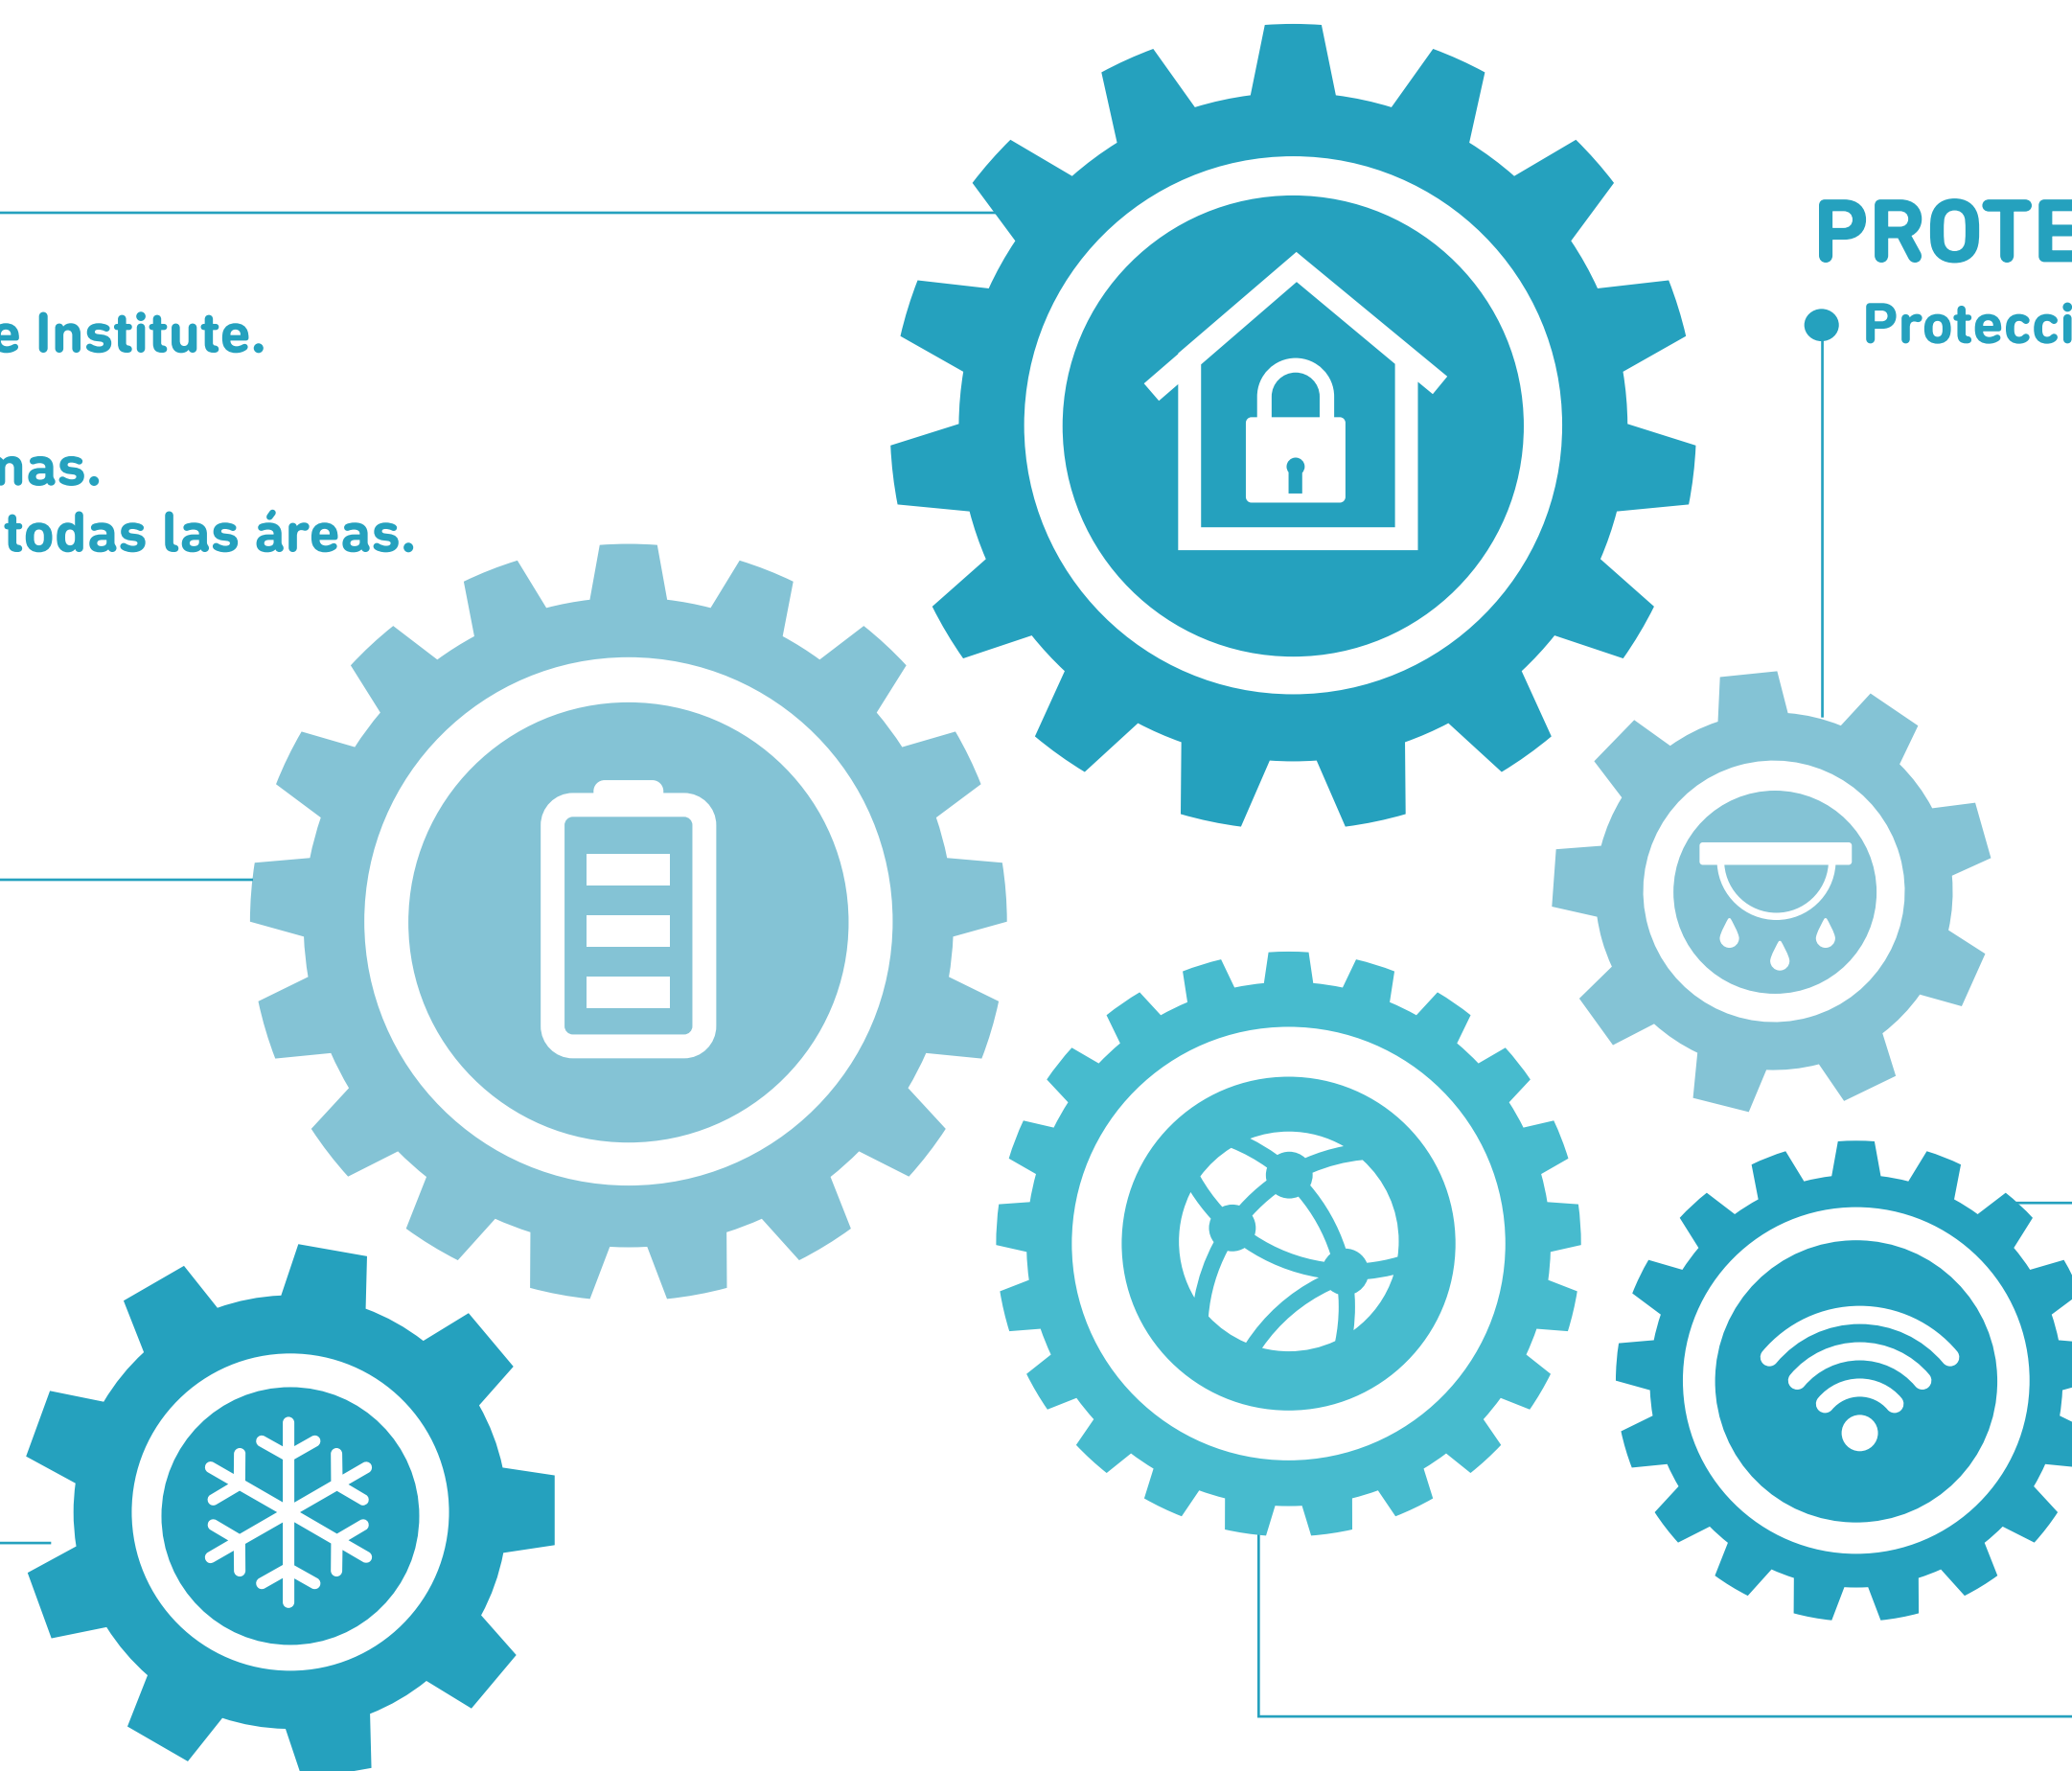 PROTE
e Institute.
Protecci
mas.
todas las áreas.